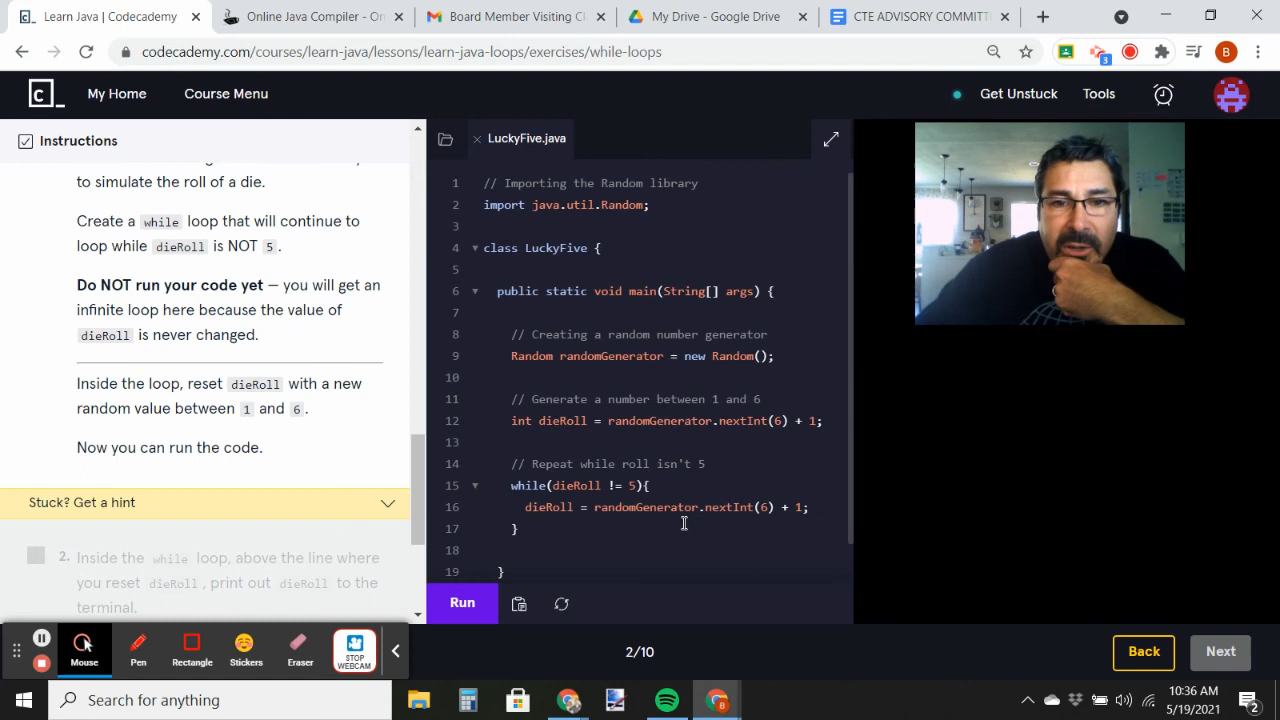 Learn Java | Codecademy
Online Java Compiler - On
Board Member Visiting Ci
My Drive - Google Drive
CTE ADVISORY COMMITT
codecademy.com/courses/learn-java/lessons/learn-java-loops/exercises/while-loops
3
B
C_
My Home
Course Menu
Get Unstuck
Tools
Instructions
to simulate the roll of a die.
Create a while loop that will continue to
loop while dieRoll is NOT 5.
Do NOT run your code yet — you will get an
infinite loop here because the value of
dieRoll is never changed.
Inside the loop, reset dieRoll with a new
random value between 1 and 6.
Now you can run the code.
Stuck? Get a hint
2. Inside the while loop, above the line where
you reset dieRoll, print out dieRoll to the
terminal.
LuckyFive.java
1 // Importing the Random library
2 import java.util.Random;
3
4 class LuckyFive {
5
6 public static void main(String[] args) {
7
8 // Creating a random number generator
9 Random randomGenerator = new Random();
10
11 // Generate a number between 1 and 6
12 int dieRoll = randomGenerator.nextInt(6) + 1;
13
14 // Repeat while roll isn't 5
15 while(dieRoll != 5){
16 dieRoll = randomGenerator.nextInt(6) + 1;
17 }
18
19 }
Run
Mouse
Pen
Rectangle
Stickers
Eraser
STOP
WEBCAM
2/10
Back
Next
Search for anything
B
10:36 AM
5/19/2021
2